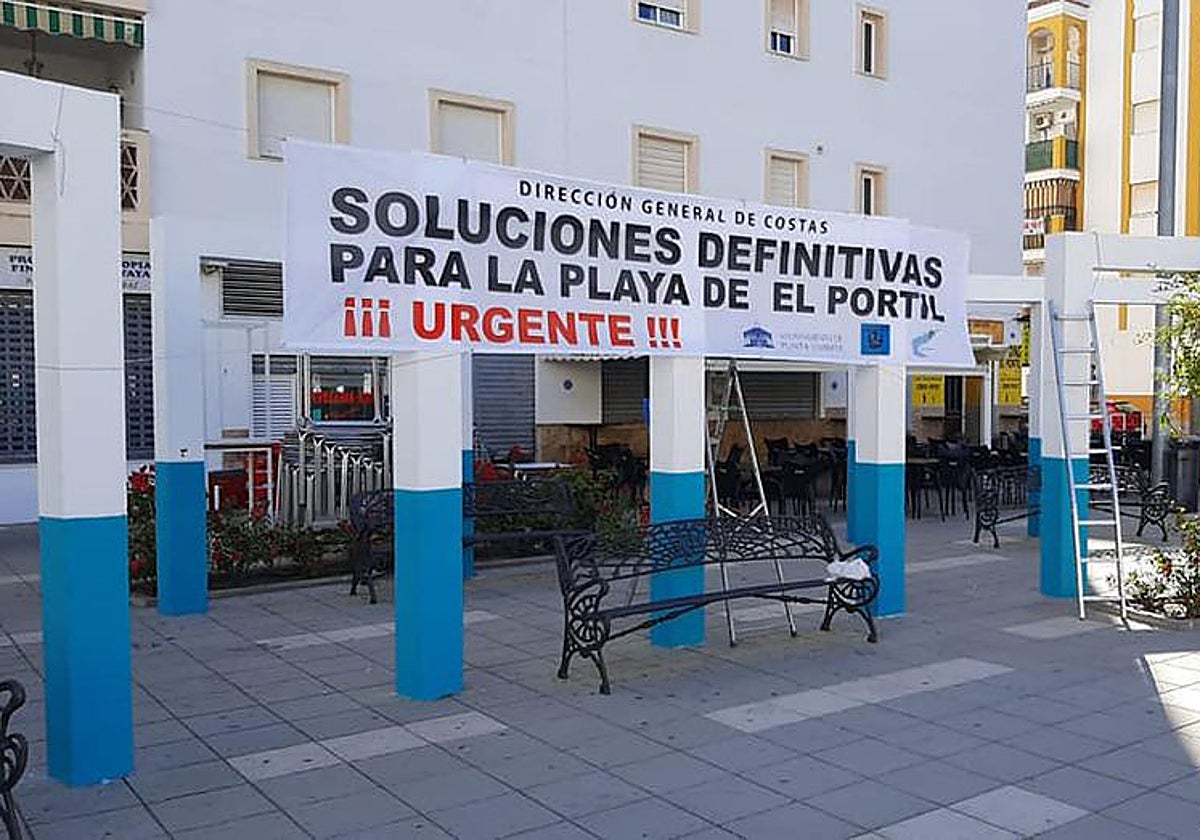 DIRECCIÓN GENERAL DE COSTAS
SOLUCIONES DEFINITIVAS
PARA LA PLAYA DE EL PORTIL
¡¡¡ URGENTE !!!